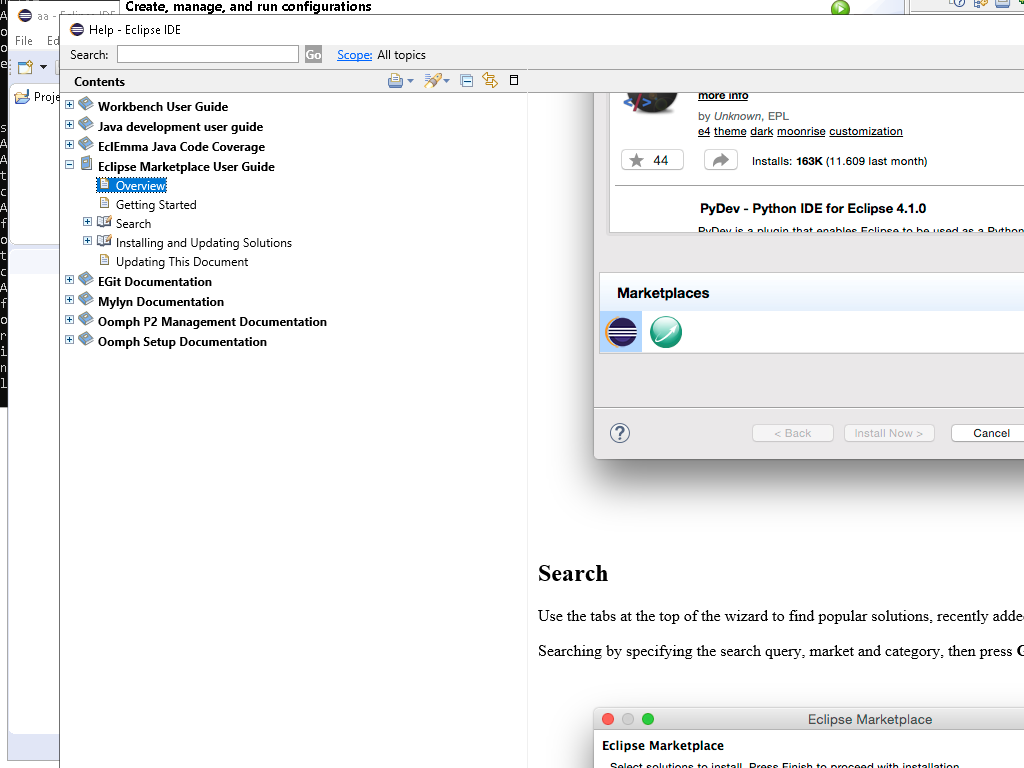 Create, manage, and run configurations
aa - Eclipse IDE
Help - Eclipse IDE
File Ed
Search: Go Scope: All topics
Contents
Proje
Workbench User Guide
Java development user guide
EclEmma Java Code Coverage
Eclipse Marketplace User Guide
Overview
Getting Started
Search
Installing and Updating Solutions
Updating This Document
EGit Documentation
Mylyn Documentation
Oomph P2 Management Documentation
Oomph Setup Documentation
more info
by Unknown, EPL
e4 theme dark moonrise customization
44
Installs: 163K (11.609 last month)
PyDev - Python IDE for Eclipse 4.1.0
PyDev is a plugin that enables Eclipse to be used as a Python
Marketplaces
?
< Back Install Now > Cancel
Search
Use the tabs at the top of the wizard to find popular solutions, recently adde
Searching by specifying the search query, market and category, then press G
Eclipse Marketplace
Eclipse Marketplace
Select solutions to install. Press Finish to proceed with installation.